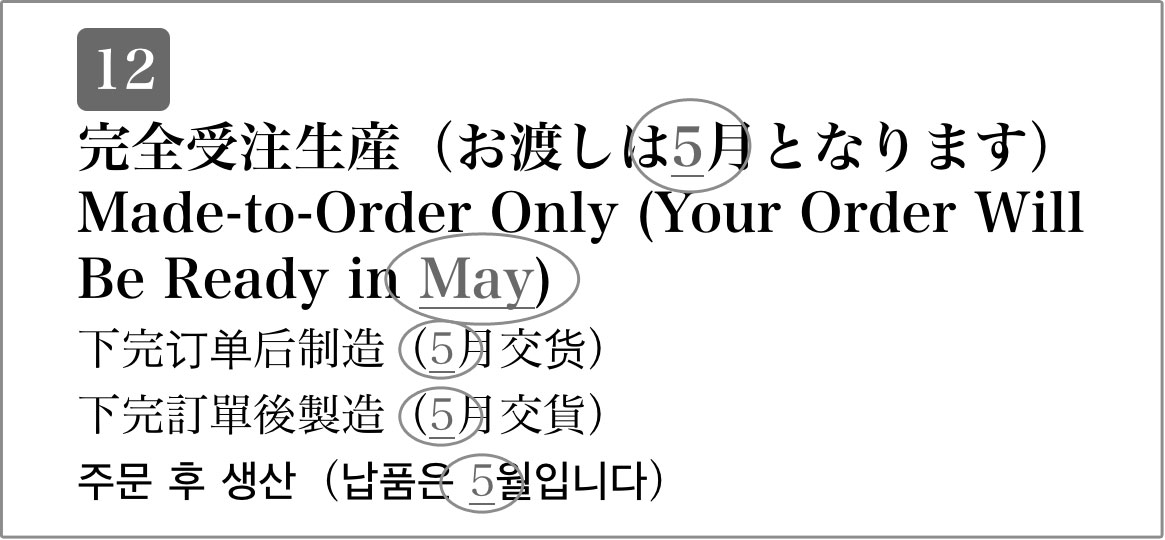 12
完全受注生産（お渡しは5月となります）
Made-to-Order Only (Your Order Will
Be Ready in May)
下完订单后制造（5月交货）
下完訂單後製造（5月交貨）
주문 후 생산（납품은 5월입니다）